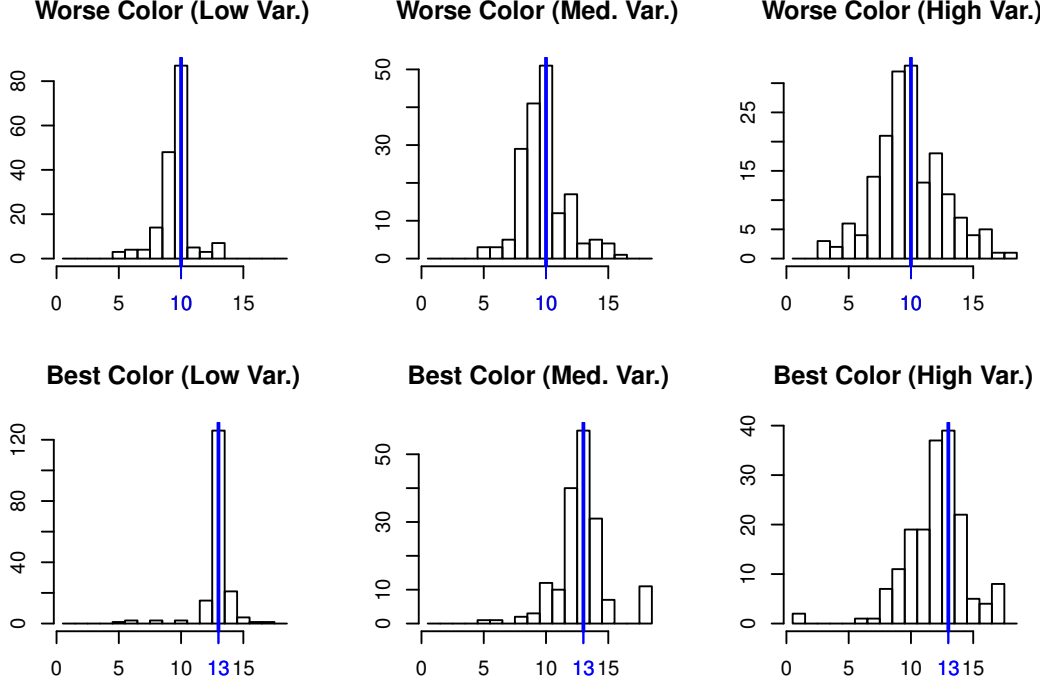 Worse Color (Low Var.)
Worse Color (Med. Var.)
Worse Color (High Var.)
0 20 40 60 80
0 5 10 15
0 10 30 50
0 5 10 15
0 5 15 25
0 5 10 15
Best Color (Low Var.)
Best Color (Med. Var.)
Best Color (High Var.)
0 40 80 120
0 5 10 13 15
0 10 30 50
0 5 10 13 15
0 10 20 30 40
0 5 10 13 15